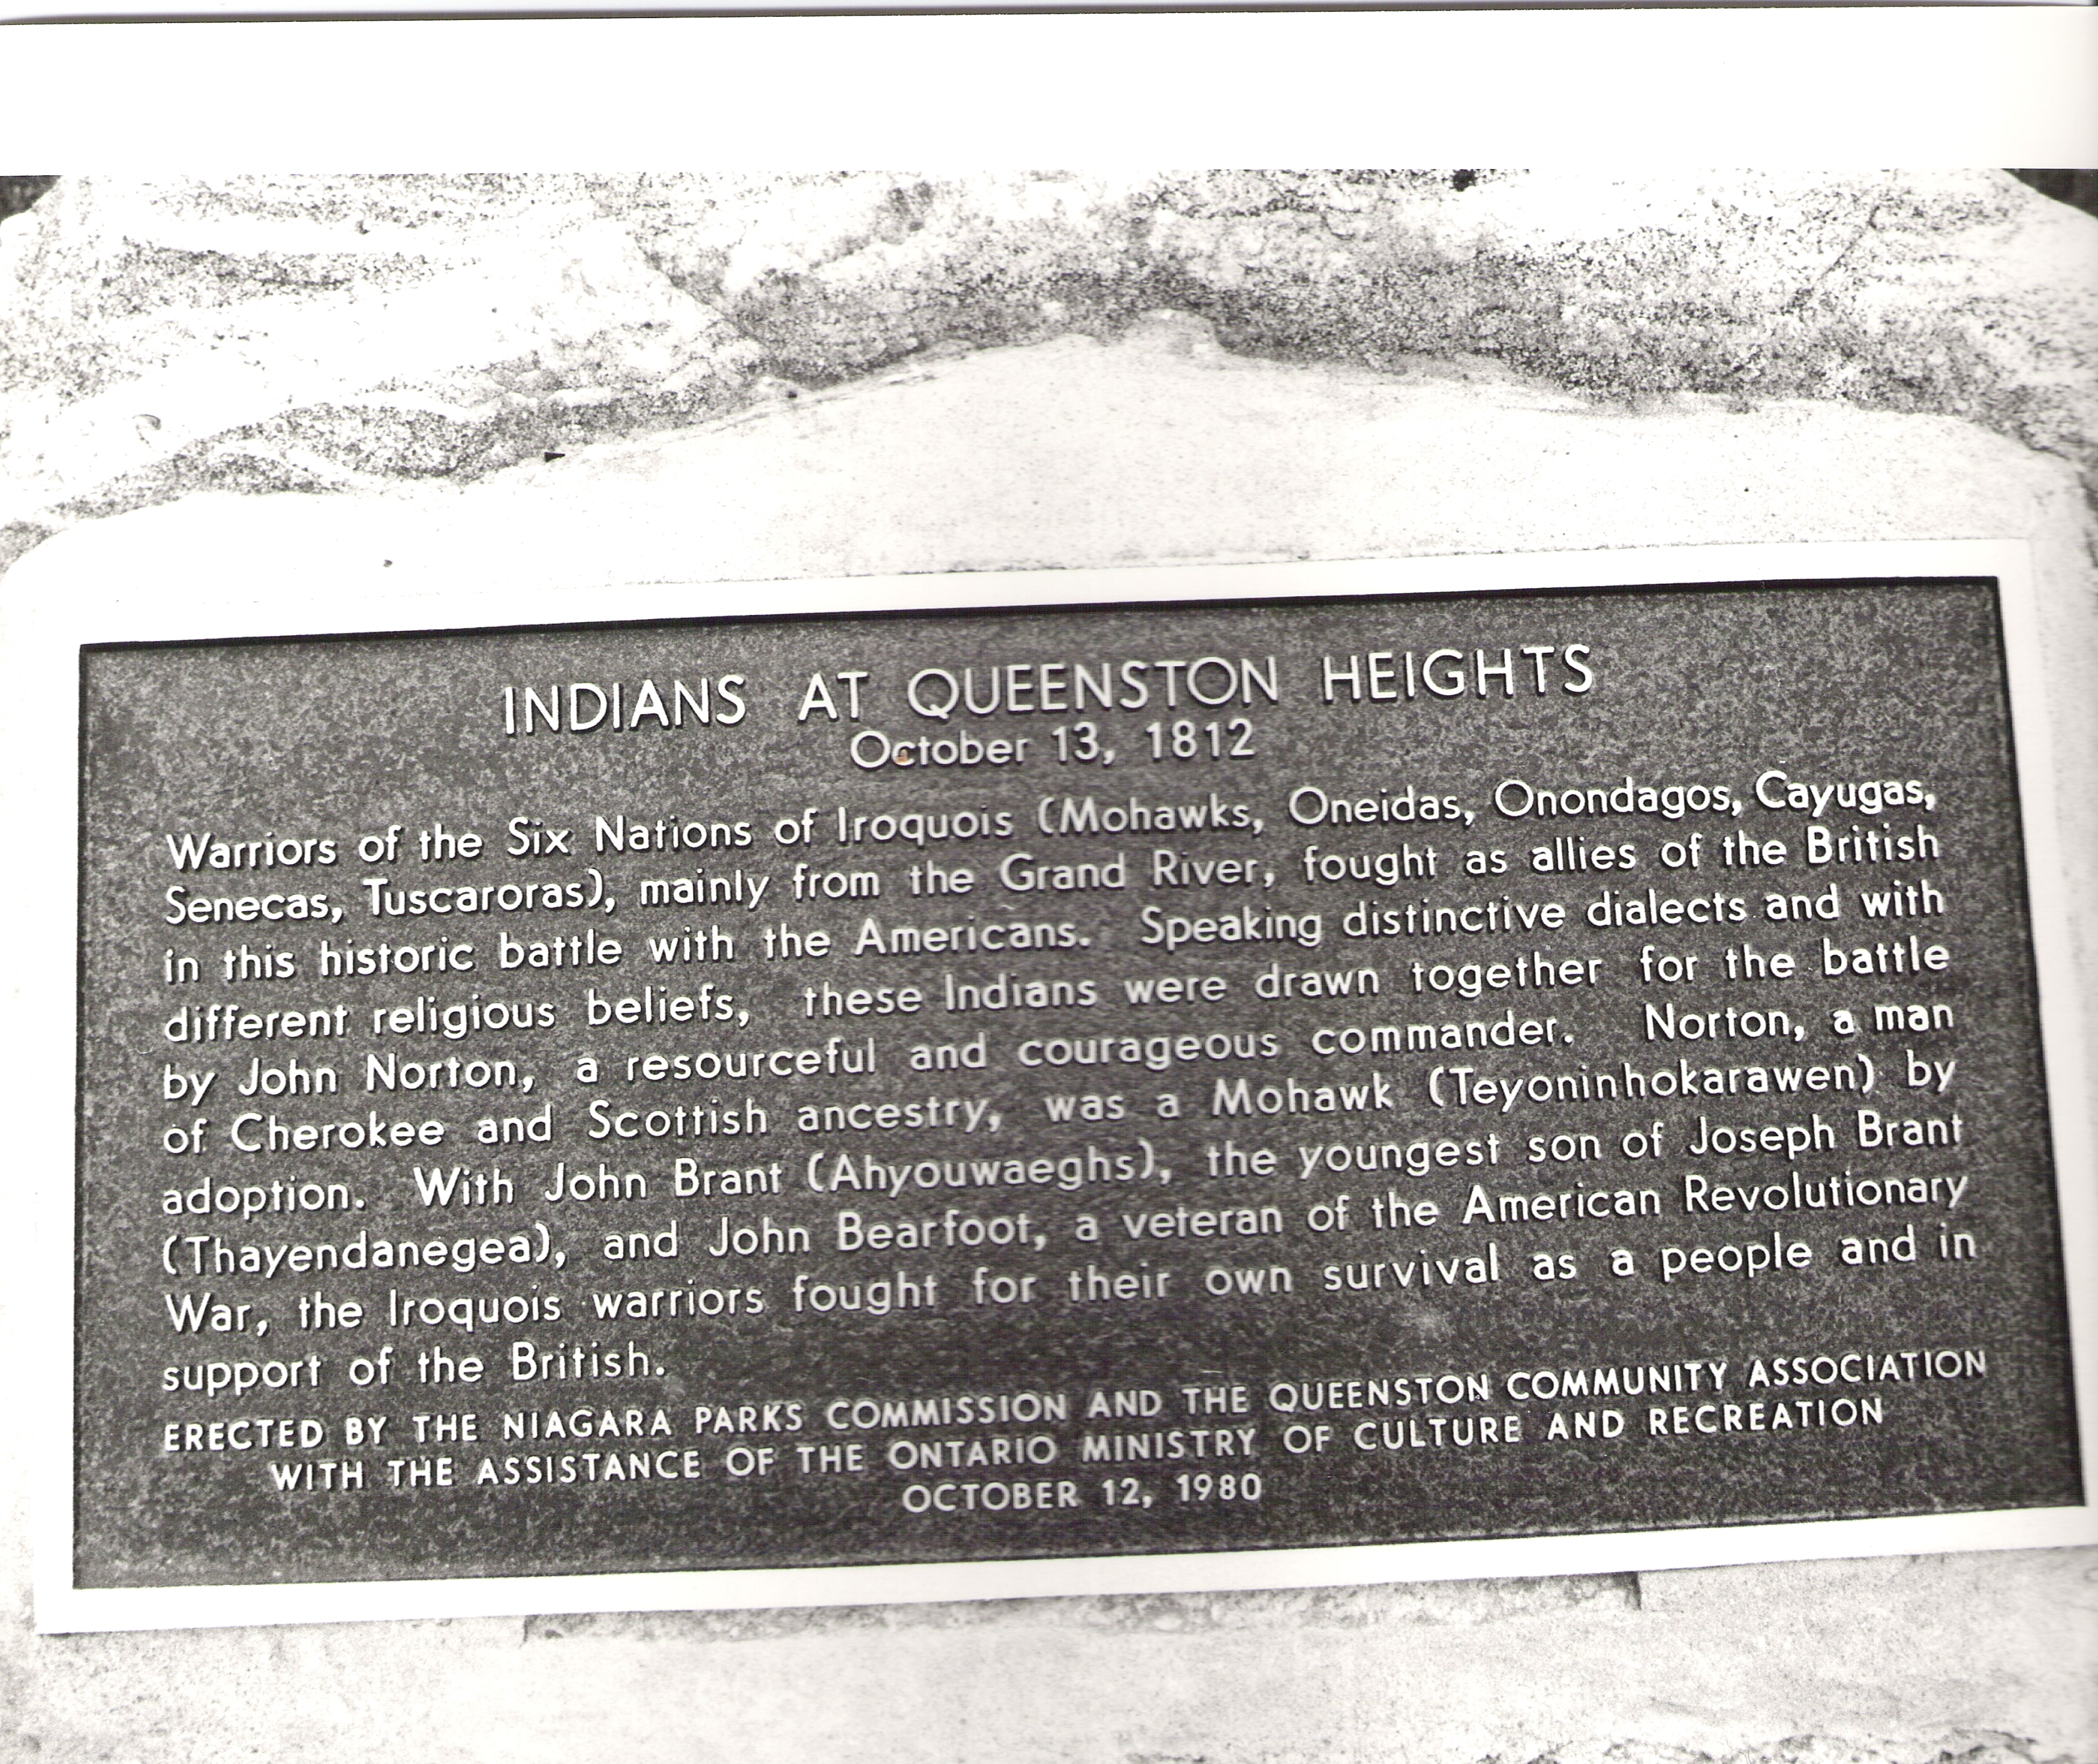 INDIANS AT QUEENSTON HEIGHTS
October 13, 1812
Warriors of the Six Nations of Iroquois (Mohawks, Oneidas, Onondagos, Cayugas,
Senecas, Tuscaroras), mainly from the Grand River, fought as allies of the British
in this historic battle with the Americans. Speaking distinctive dialects and with
different religious beliefs, these Indians were drawn together for the battle
by John Norton, a resourceful and courageous commander. Norton, a man
of Cherokee and Scottish ancestry, was a Mohawk (Teyoninhokarawen) by
adoption. With John Brant (Ahyouwaeghs), the youngest son of Joseph Brant
(Thayendanegea), and John Bearfoot, a veteran of the American Revolutionary
War, the Iroquois warriors fought for their own survival as a people and in
support of the British.
ERECTED BY THE NIAGARA PARKS COMMISSION AND THE QUEENSTON COMMUNITY ASSOCIATION
WITH THE ASSISTANCE OF THE ONTARIO MINISTRY OF CULTURE AND RECREATION
OCTOBER 12, 1980